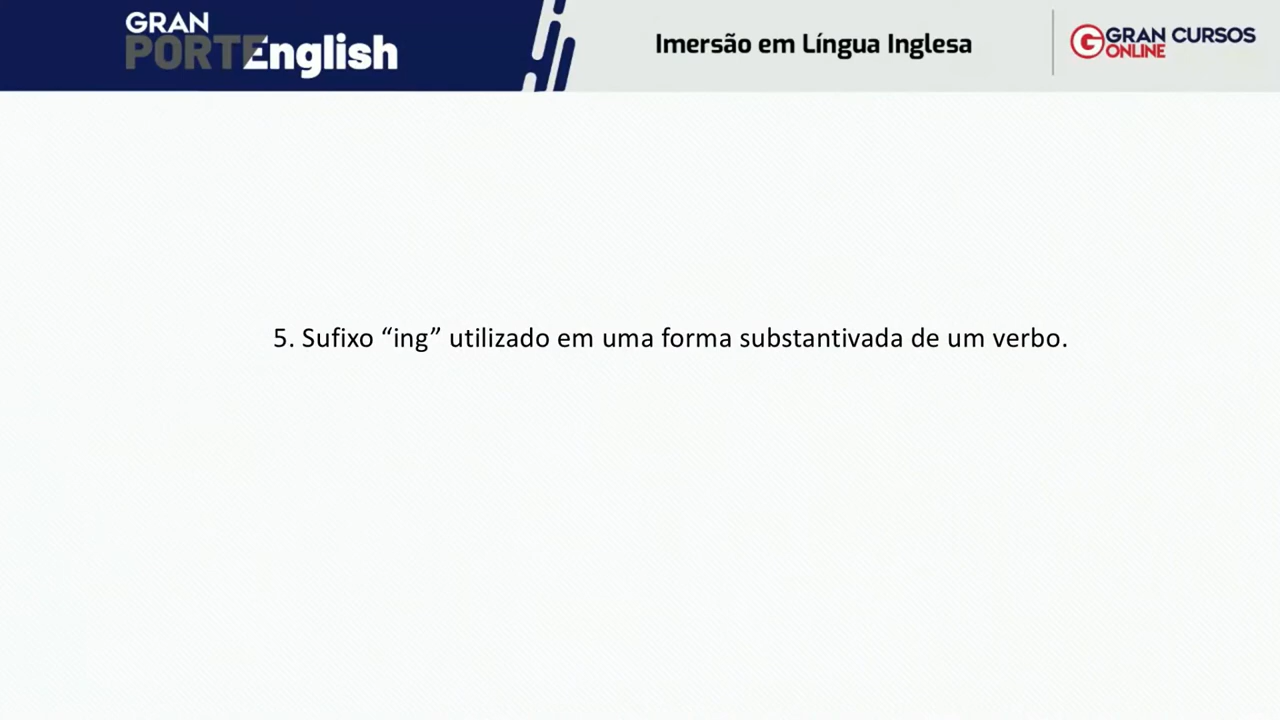 GRAN
PORTEnglish
Imersão em Língua Inglesa
GRAN CURSOS
ONLINE
5. Sufixo “ing” utilizado em uma forma substantivada de um verbo.